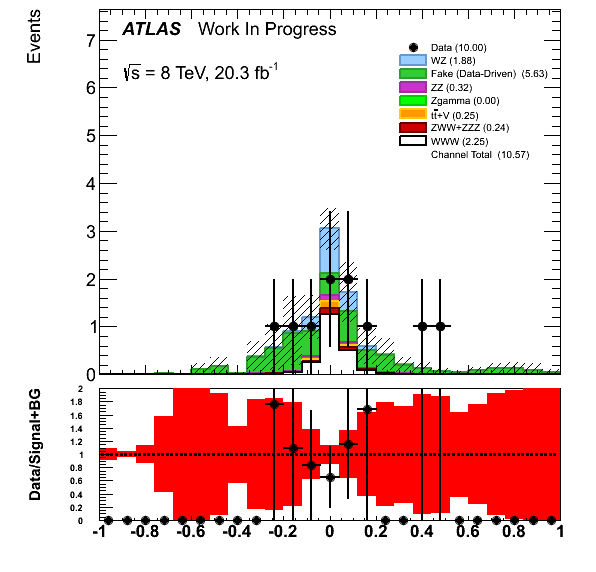 Events
ATLAS Work In Progress
√s = 8 TeV, 20.3 fb⁻¹
Data (10.00)
WZ (1.88)
Fake (Data-Driven) (5.63)
ZZ (0.32)
Zgamma (0.00)
tt̄+V (0.25)
ZWW+ZZZ (0.24)
WWW (2.25)
Channel Total (10.57)
7
6
5
4
3
2
1
0
Data/Signal+BG
2
1.8
1.6
1.4
1.2
1
0.8
0.6
0.4
0.2
0
-1 -0.8 -0.6 -0.4 -0.2 0 0.2 0.4 0.6 0.8 1